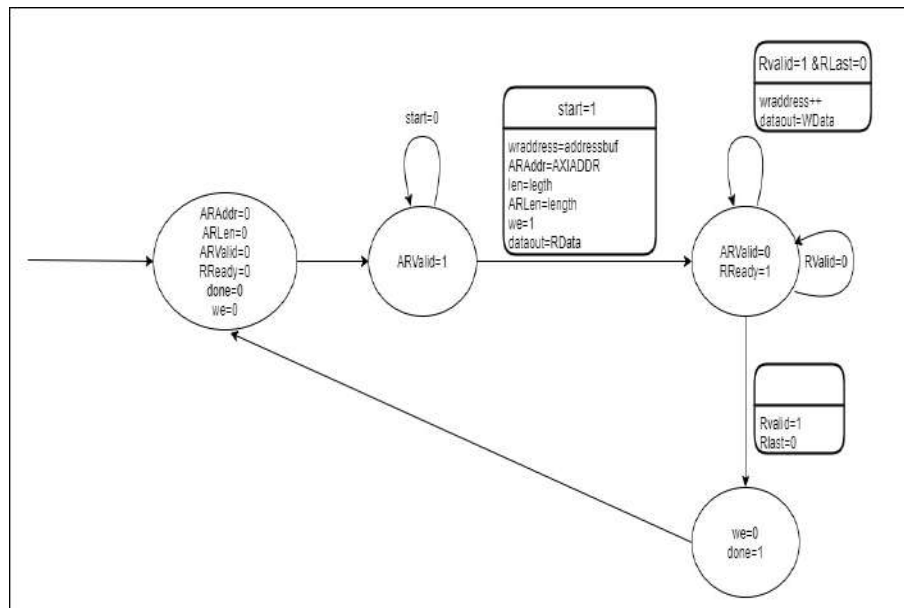 Rvalid=1 &RLast=0
wraddress++
dataout=WData
start=0
start=1
wraddress=addressbuf
ARAddr=AXIADDR
len=legth
ARLen=length
we=1
dataout=RData
ARAddr=0
ARLen=0
ARValid=0
RReady=0
done=0
we=0
ARValid=1
ARValid=0
RReady=1
RValid=0
Rvalid=1
Rlast=0
we=0
done=1